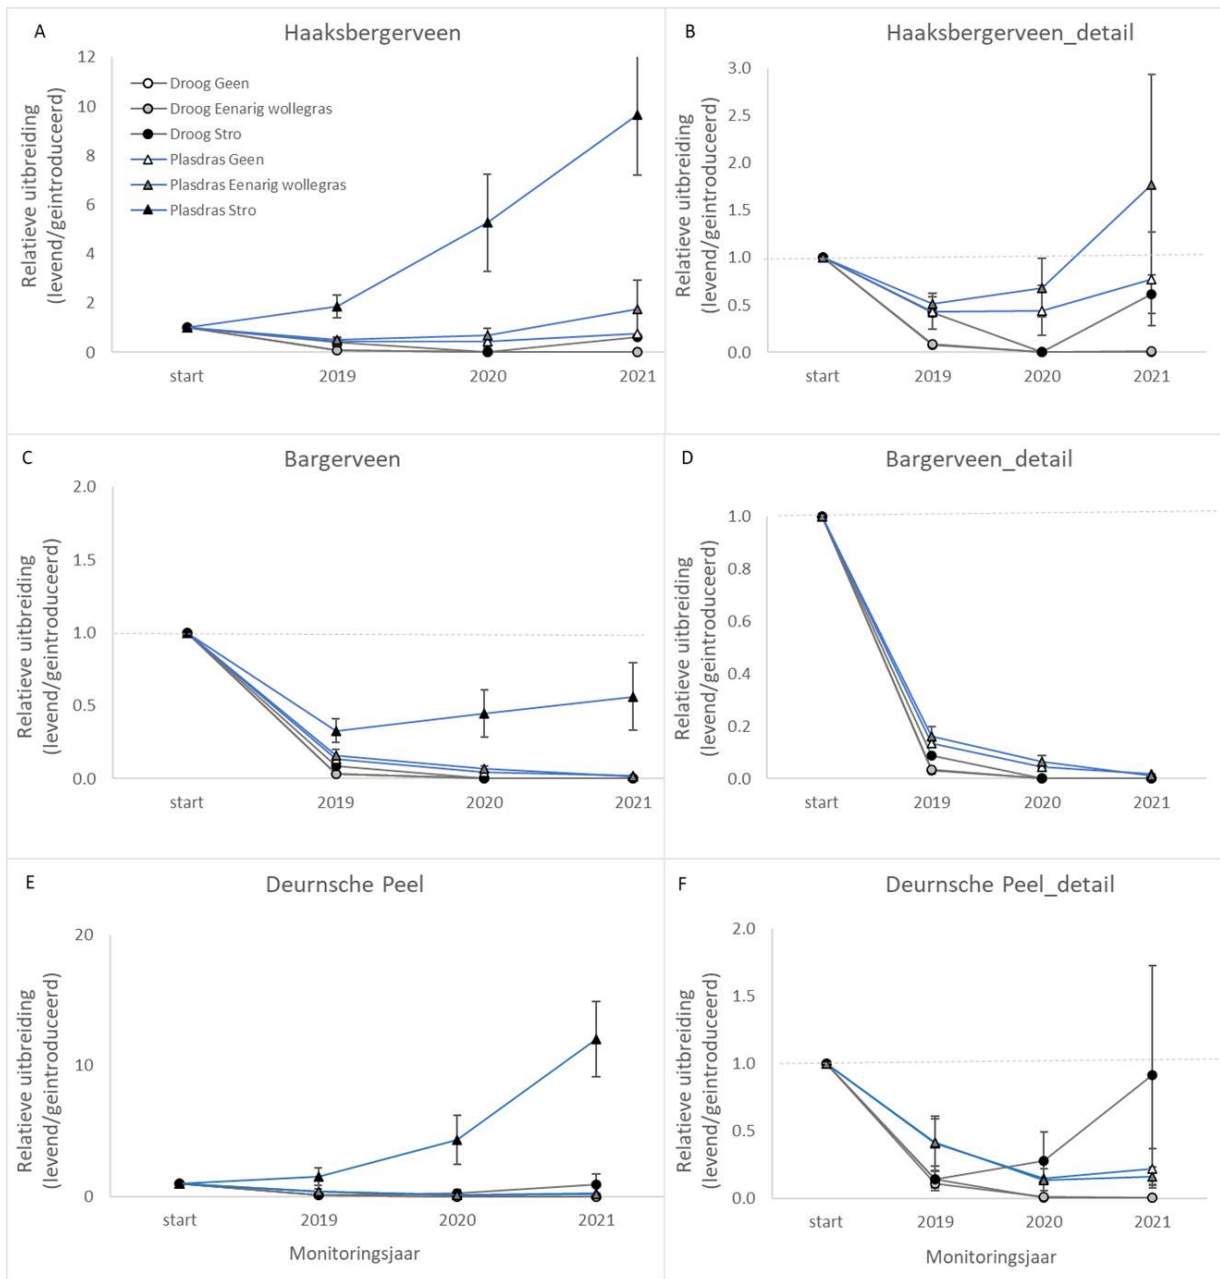 A
Haaksbergerveen
Relatieve uitbreiding
(levend/geintroduceerd)
12
10
8
6
4
2
0
Droog Geen
Droog Eenarig wollegras
Droog Stro
Plasdras Geen
Plasdras Eenarig wollegras
Plasdras Stro
start
2019
2020
2021
B
Haaksbergerveen_detail
Relatieve uitbreiding
(levend/geintroduceerd)
3.0
2.5
2.0
1.5
1.0
0.5
0.0
start
2019
2020
2021
C
Bargerveen
Relatieve uitbreiding
(levend/geintroduceerd)
2.0
1.5
1.0
0.5
0.0
start
2019
2020
2021
D
Bargerveen_detail
Relatieve uitbreiding
(levend/geintroduceerd)
1.0
0.8
0.6
0.4
0.2
0.0
start
2019
2020
2021
E
Deurnsche Peel
Relatieve uitbreiding
(levend/geintroduceerd)
20
10
0
start
2019
2020
2021
Monitoringsjaar
F
Deurnsche Peel_detail
Relatieve uitbreiding
(levend/geintroduceerd)
2.0
1.5
1.0
0.5
0.0
start
2019
2020
2021
Monitoringsjaar